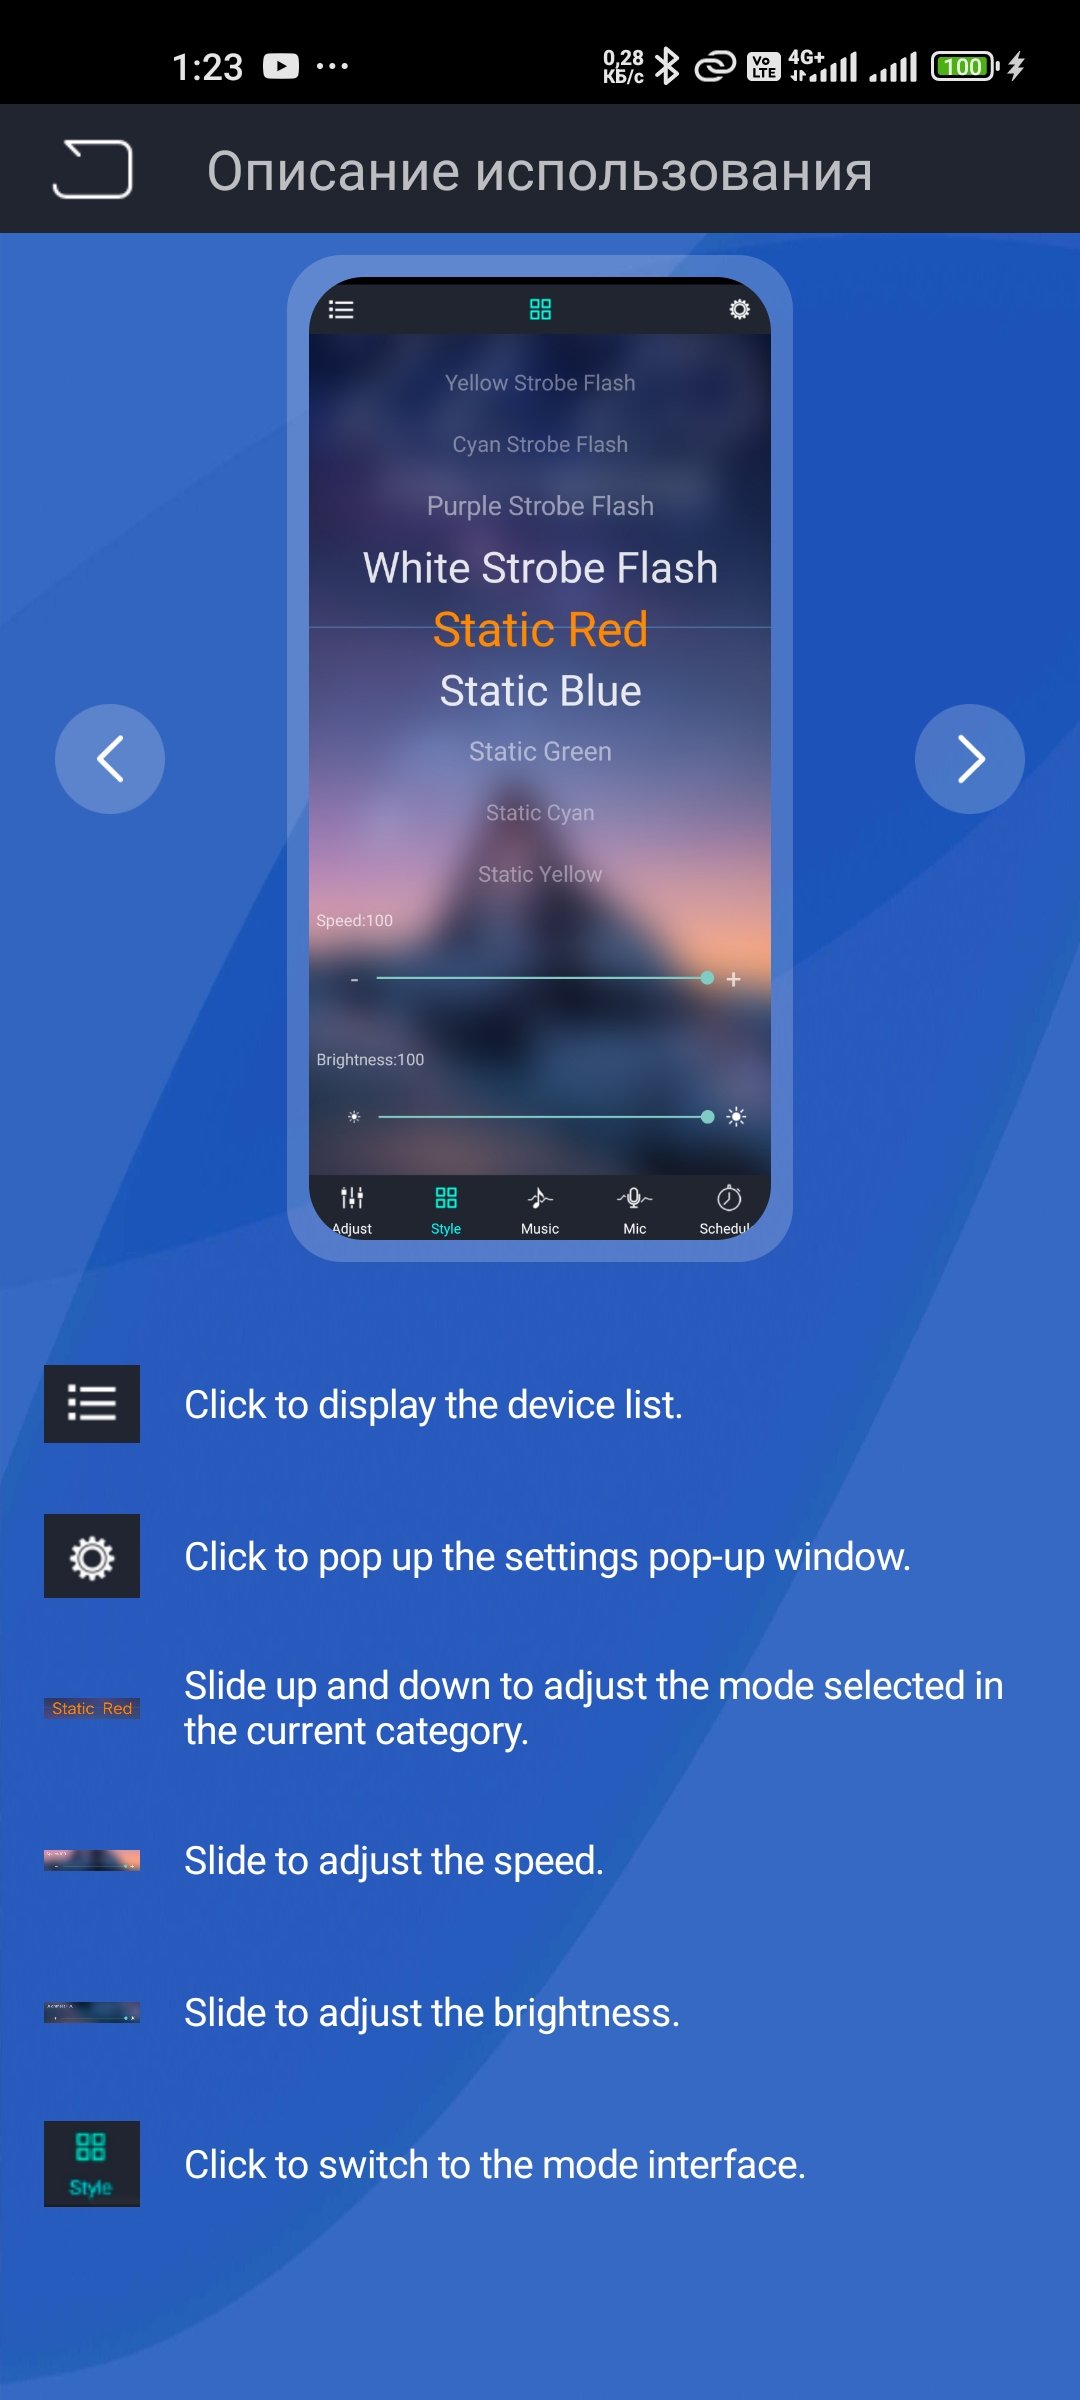 1:23
0,28
КБ/с
Vo
LTE
4G+
100
Описание использования
Yellow Strobe Flash
Cyan Strobe Flash
Purple Strobe Flash
White Strobe Flash
Static Red
Static Blue
Static Green
Static Cyan
Static Yellow
Speed:100
- +
Brightness:100
Adjust Style Music Mic Schedul
Click to display the device list.
Click to pop up the settings pop-up window.
Static Red
Slide up and down to adjust the mode selected in
the current category.
Slide to adjust the speed.
Slide to adjust the brightness.
Style
Click to switch to the mode interface.